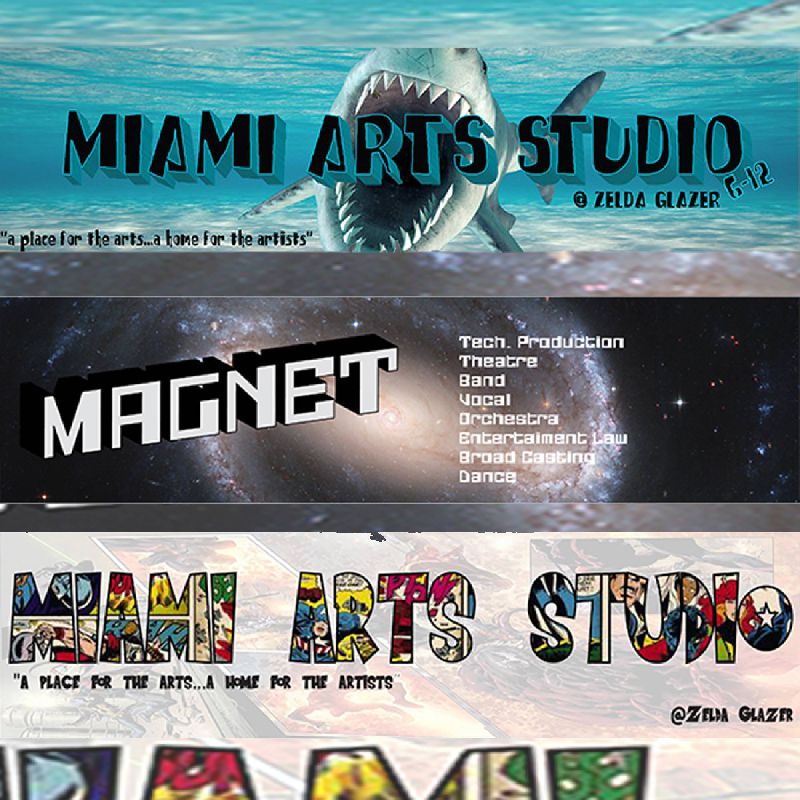 MIAMI ARTS STUDIO
6-12
@ ZELDA GLAZER
"a place for the arts...a home for the artists"
MAGNET
Tech. Production
Theatre
Band
Vocal
Orchestra
Entertaiment Law
Broad Casting
Dance
MIAMI ARTS STUDIO
"A PLACE FOR THE ARTS...A HOME FOR THE ARTISTS"
@ZELDA GLAZER